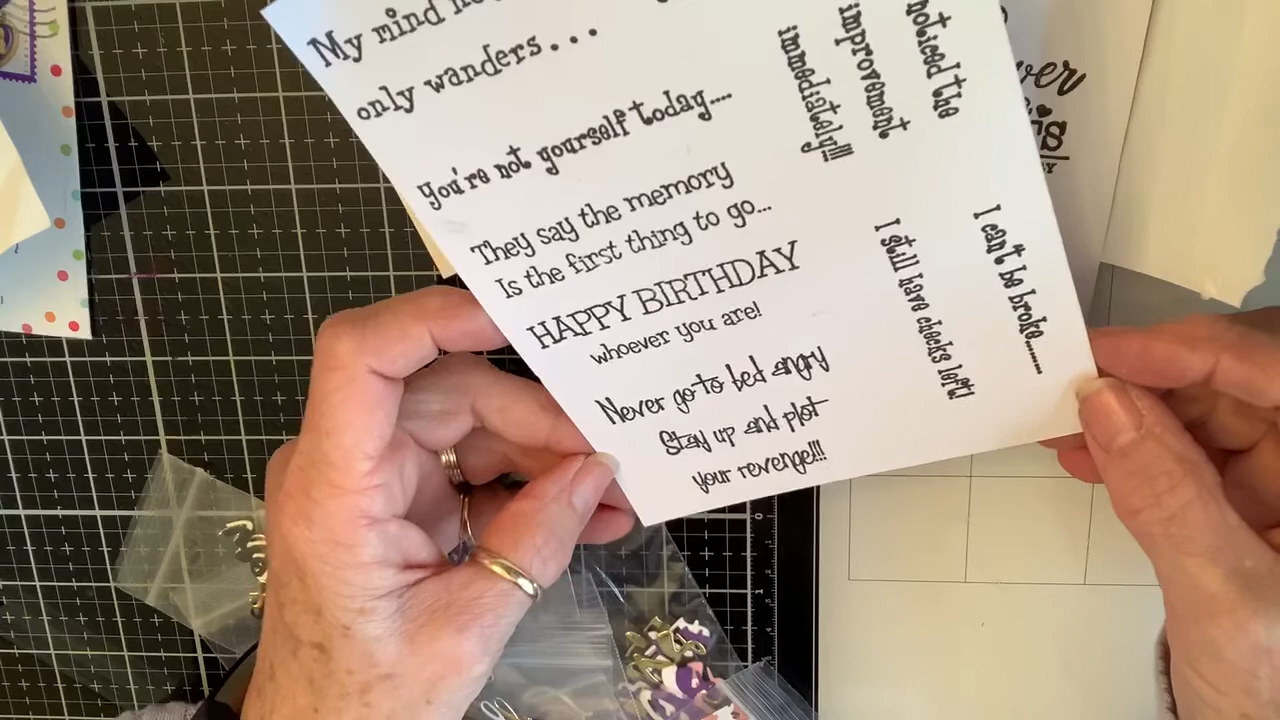 My mind
only wanders...
You're not yourself today....
They say the memory
Is the first thing to go...
HAPPY BIRTHDAY
whoever you are!
Never go to bed angry
Stay up and plot
your revenge!!!
noticed the
improvement
immediately!!!
I can't be broke.......
I still have checks left!